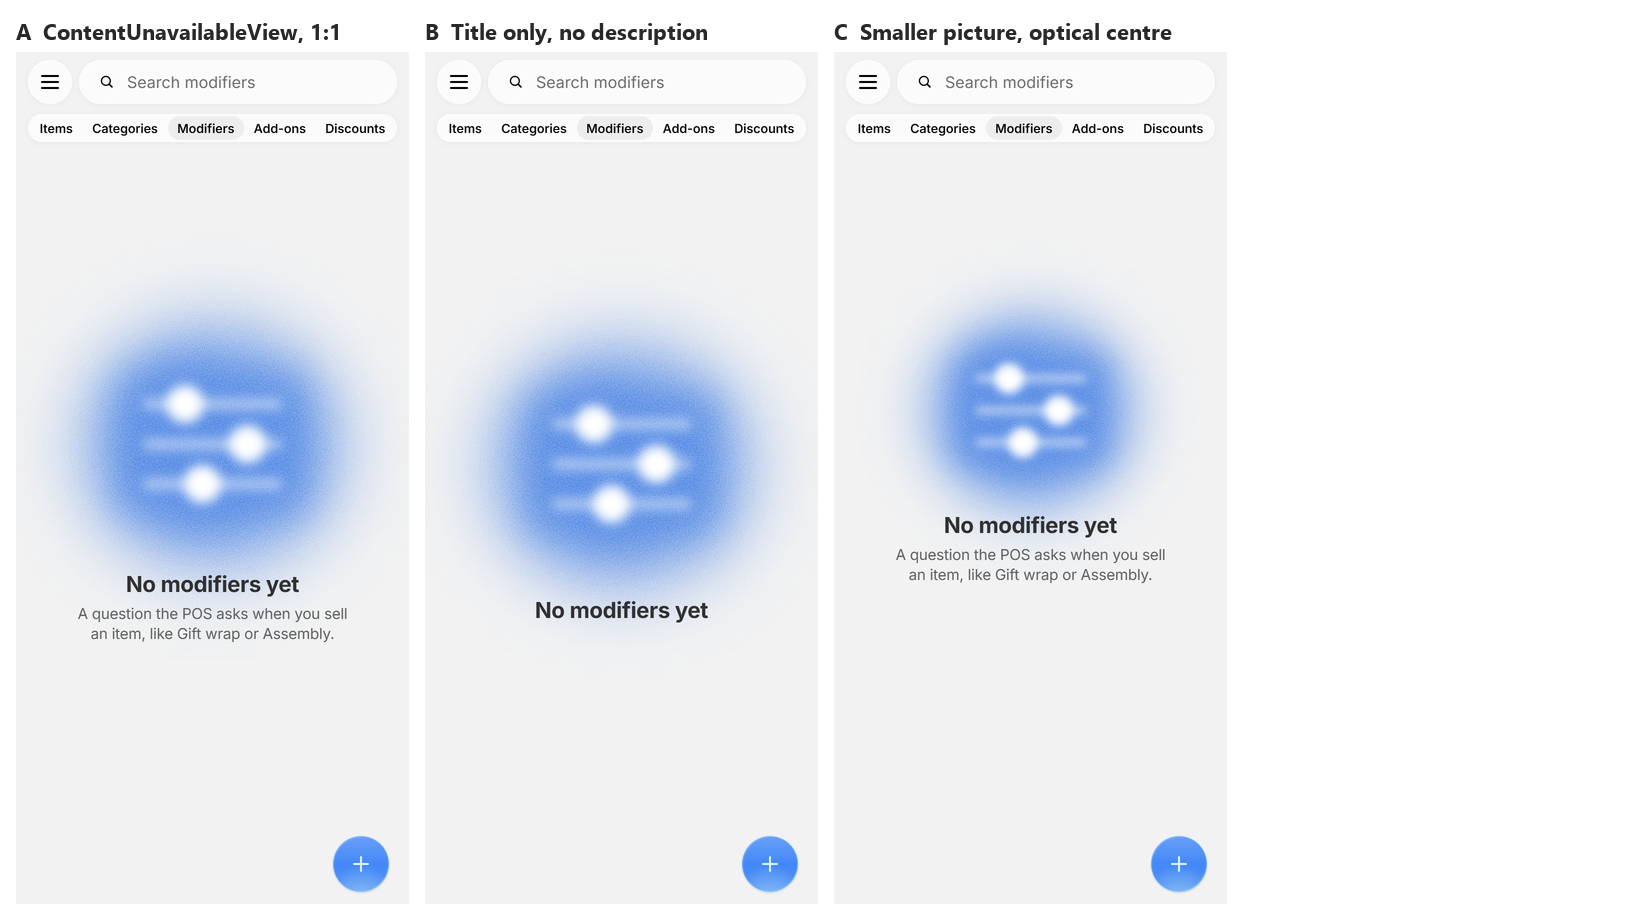 A ContentUnavailableView, 1:1
Search modifiers
Items Categories Modifiers Add-ons Discounts
No modifiers yet
A question the POS asks when you sell
an item, like Gift wrap or Assembly.
B Title only, no description
Search modifiers
Items Categories Modifiers Add-ons Discounts
No modifiers yet
C Smaller picture, optical centre
Search modifiers
Items Categories Modifiers Add-ons Discounts
No modifiers yet
A question the POS asks when you sell
an item, like Gift wrap or Assembly.